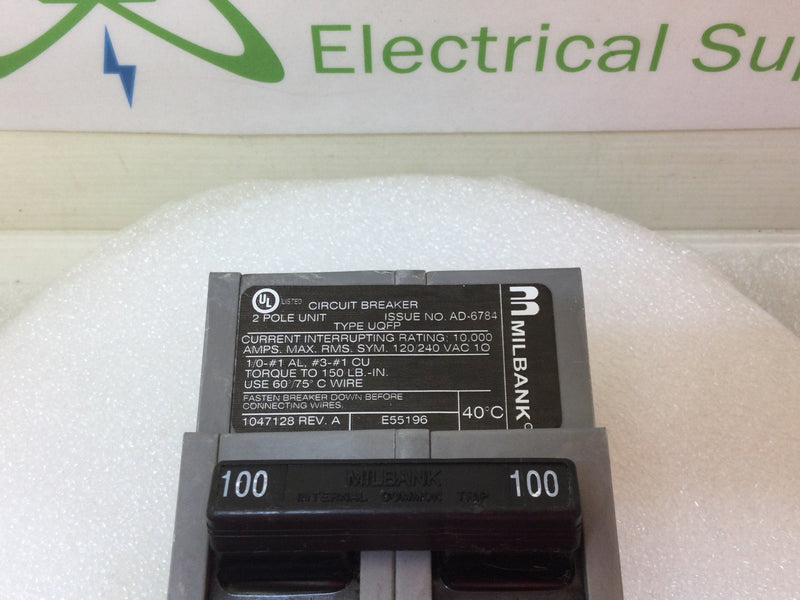 Electrical Sup
UL LISTED CIRCUIT BREAKER
2 POLE UNIT ISSUE NO. AD-6784
TYPE UQFP
CURRENT INTERRUPTING RATING: 10,000
AMPS. MAX. RMS. SYM. 120/240 VAC 1O
1/0-#1 AL, #3-#1 CU
TORQUE TO 150 LB.-IN.
USE 60°/75° C WIRE
FASTEN BREAKER DOWN BEFORE
CONNECTING WIRES.
1047128 REV. A E55196
40°C
MILBANK
100 MILBANK 100
INTERNAL COMMON TRIP